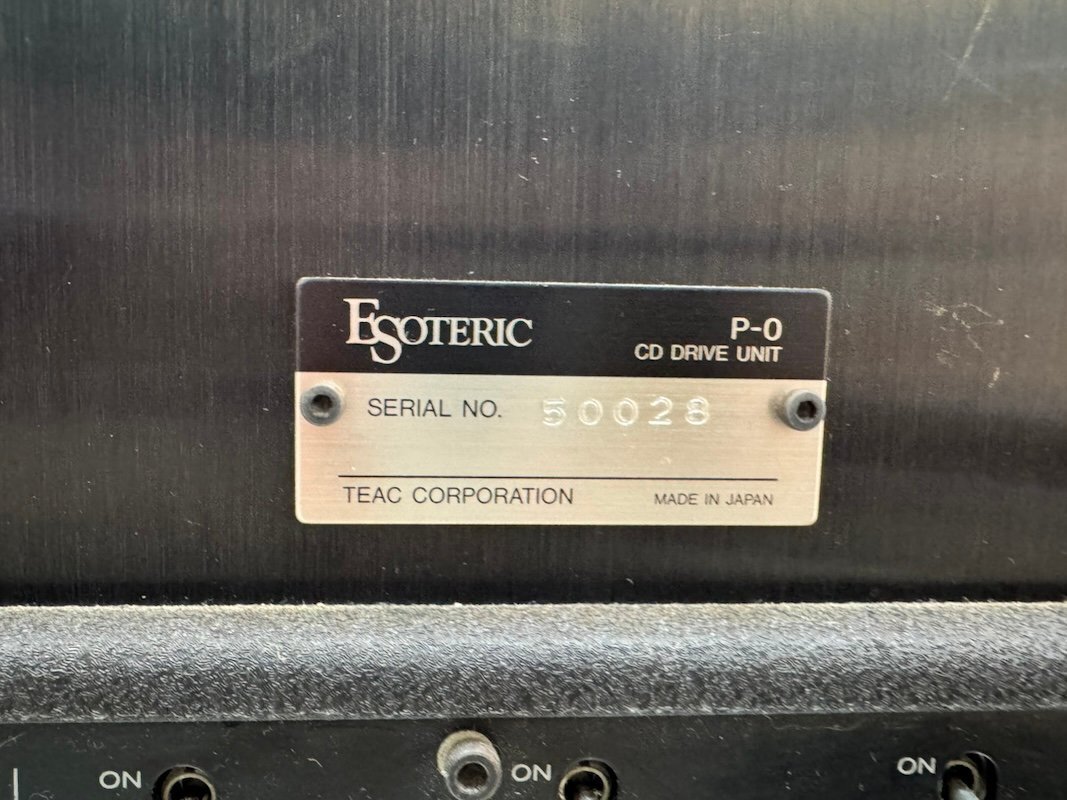 ESOTERIC
P-0
CD DRIVE UNIT
SERIAL NO. 50028
TEAC CORPORATION
MADE IN JAPAN
ON
ON
ON